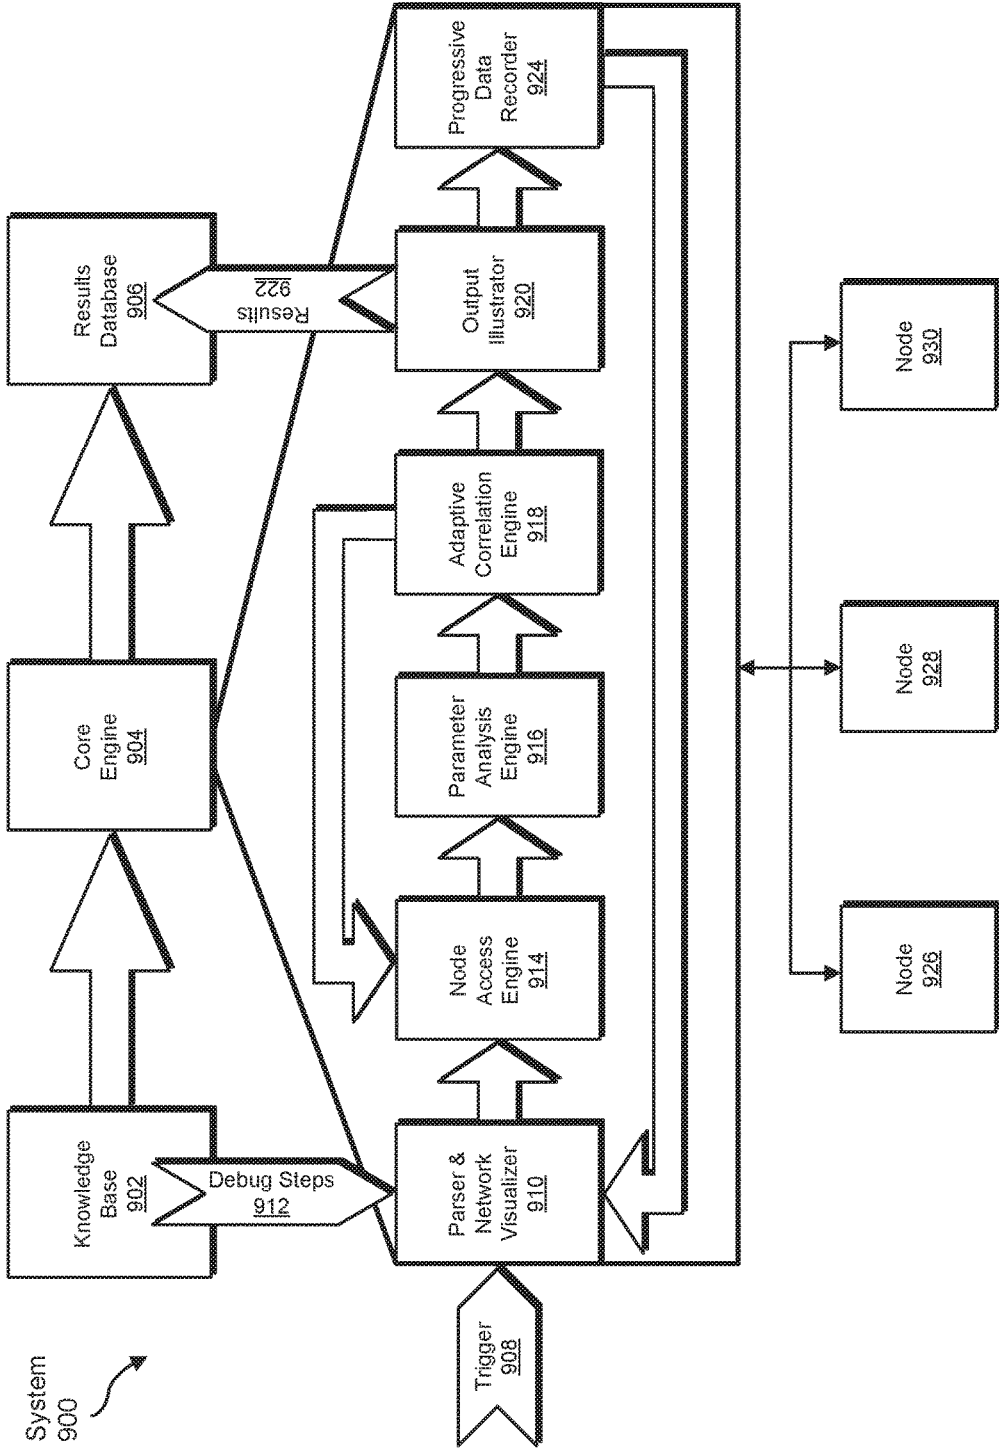 System
900
Knowledge
Base
902
Core
Engine
904
Results
Database
906
Debug Steps
912
Results
922
Trigger
908
Parser &
Network
Visualizer
910
Node
Access
Engine
914
Parameter
Analysis
Engine
916
Adaptive
Correlation
Engine
918
Output
Illustrator
920
Progressive
Data
Recorder
924
Node
926
Node
928
Node
930